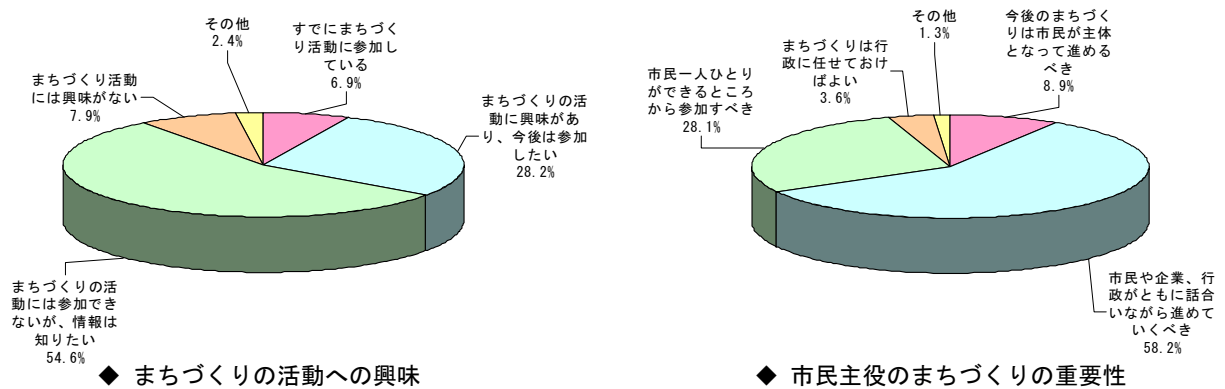 その他
2.4%
すでにまちづく
り活動に参加し
ている
6.9%
まちづくり活動
には興味がない
7.9%
まちづくりの活
動に興味があ
り、今後は参加
したい
28.2%
まちづくりの活
動には参加でき
ないが、情報は
知りたい
54.6%
◆ まちづくりの活動への興味
その他
1.3%
今後のまちづく
りは市民が主体
となって進める
べき
8.9%
まちづくりは行
政に任せておけ
ばよい
3.6%
市民一人ひとり
ができるところ
から参加すべき
28.1%
市民や企業、行
政がともに話合
いながら進めて
いくべき
58.2%
◆ 市民主役のまちづくりの重要性